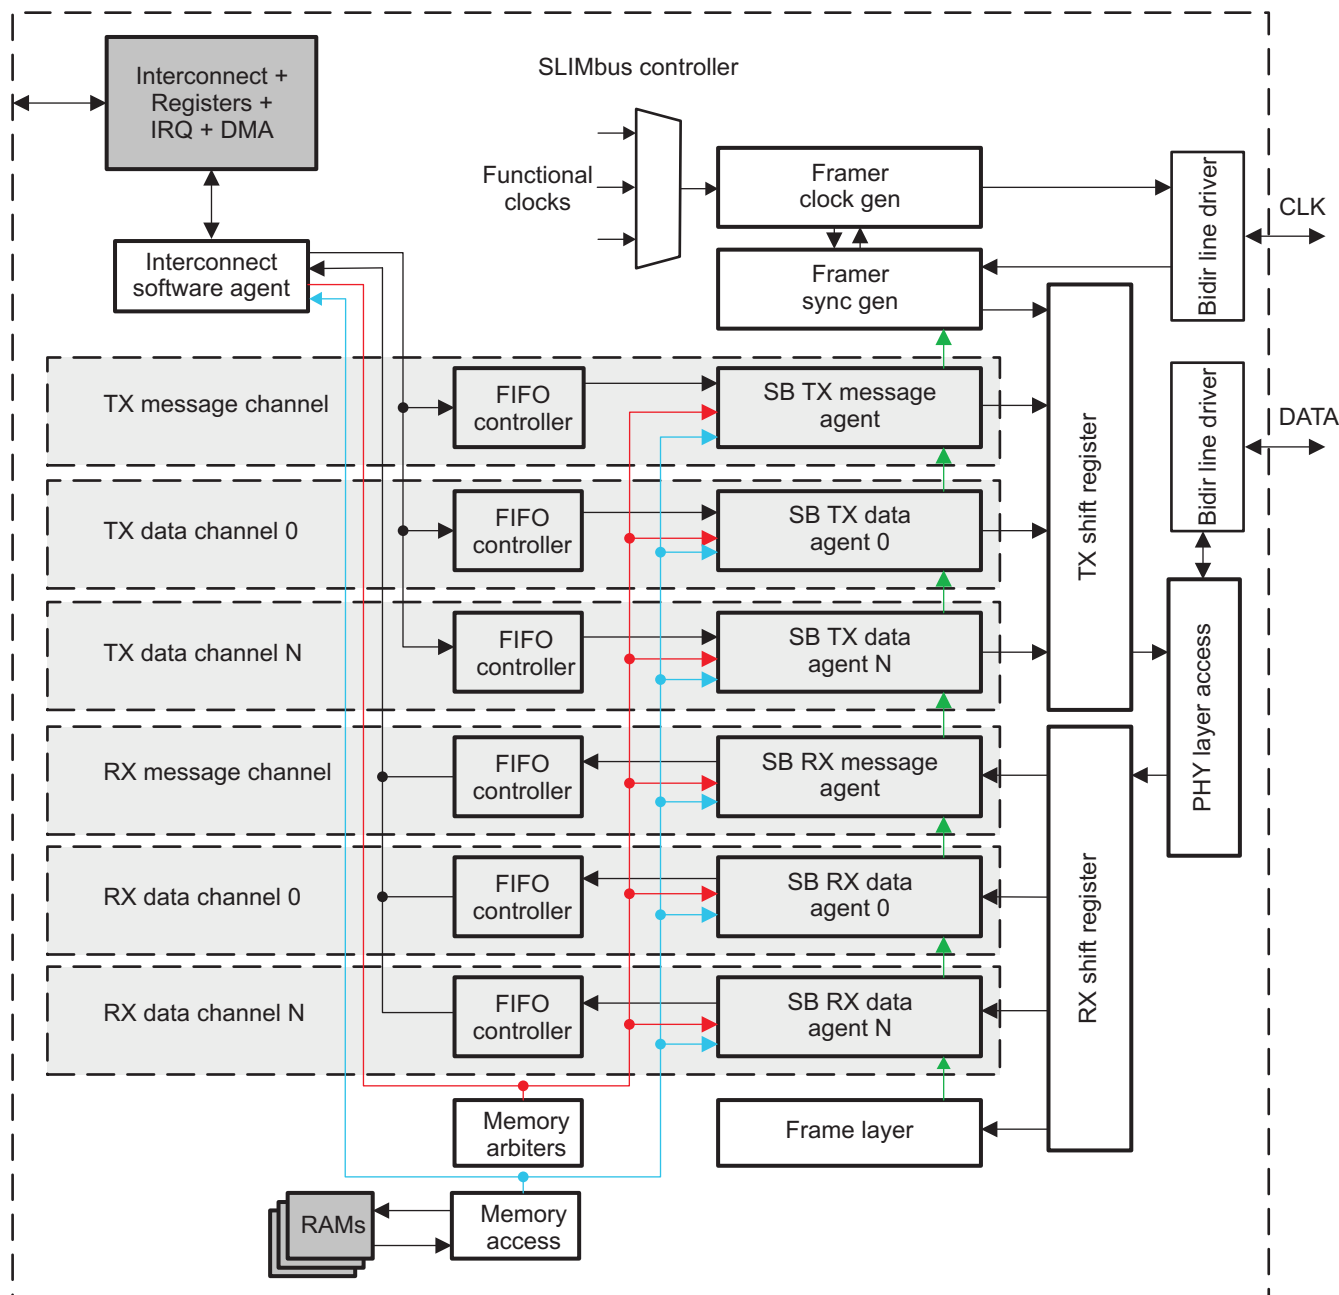 Interconnect +
Registers +
IRQ + DMA
SLIMbus controller
Functional
clocks
Framer
clock gen
Bidir line driver
CLK
Interconnect
software agent
Framer
sync gen
TX message channel
FIFO
controller
SB TX message
agent
TX shift register
Bidir line driver
DATA
TX data channel 0
FIFO
controller
SB TX data
agent 0
TX data channel N
FIFO
controller
SB TX data
agent N
PHY layer access
RX message channel
FIFO
controller
SB RX message
agent
RX shift register
RX data channel 0
FIFO
controller
SB RX data
agent 0
RX data channel N
FIFO
controller
SB RX data
agent N
Memory
arbiters
Frame layer
RAMs
Memory
access